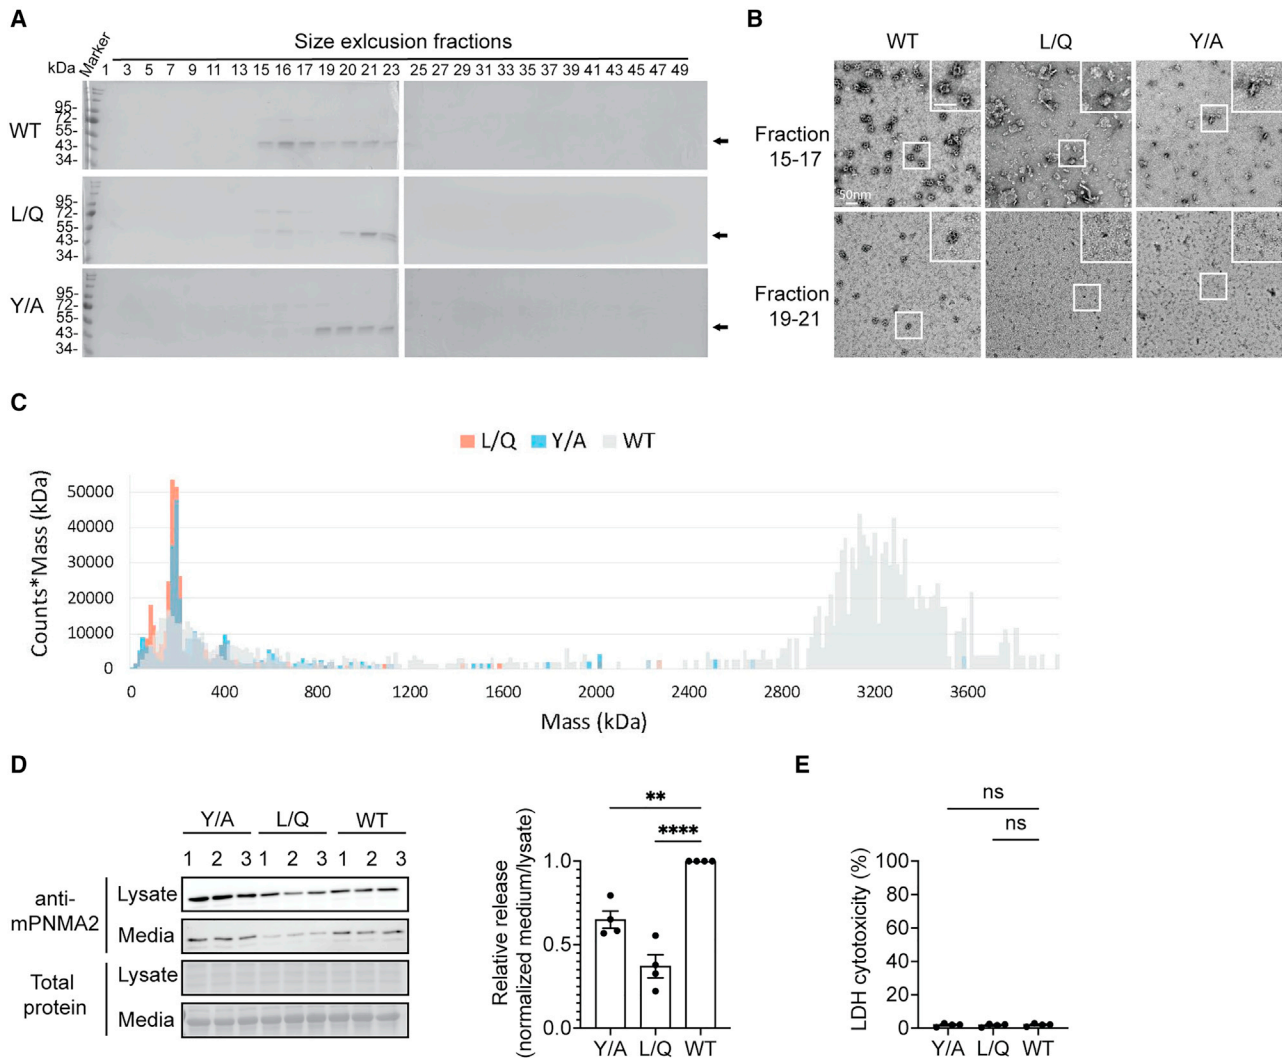 A
Size exlcusion fractions
kDa Marker 1 3 5 7 9 11 13 15 16 17 19 20 21 23 25 27 29 31 33 35 37 39 41 43 45 47 49
WT
95-
72-
55-
43-
34-
L/Q
95-
72-
55-
43-
34-
Y/A
95-
72-
55-
43-
34-
B
WT L/Q Y/A
Fraction
15-17
50nm
Fraction
19-21
C
L/Q Y/A WT
Counts*Mass (kDa)
50000
40000
30000
20000
10000
0
0 400 800 1200 1600 2000 2400 2800 3200 3600
Mass (kDa)
D
Y/A L/Q WT
1 2 3 1 2 3 1 2 3
anti-
mPNMA2
Lysate
Media
Total
protein
Lysate
Media
**
****
Relative release
(normalized medium/lysate)
1.0
0.5
0.0
Y/A L/Q WT
E
ns
ns
LDH cytotoxicity (%)
100
80
60
40
20
0
Y/A L/Q WT